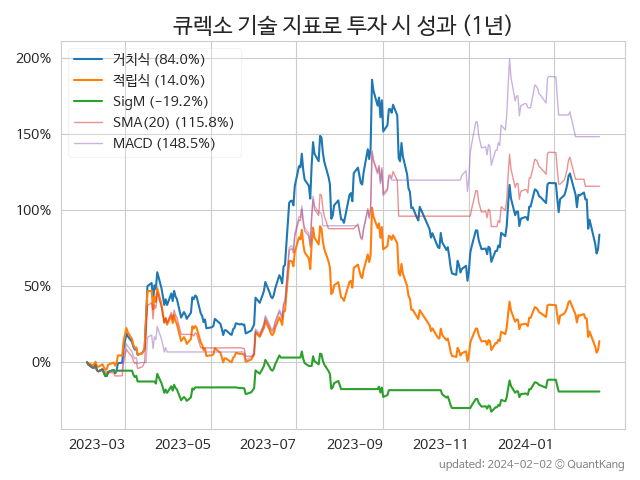 큐렉소 기술 지표로 투자 시 성과 (1년)
200%
150%
100%
50%
0%
거치식 (84.0%)
적립식 (14.0%)
SigM (-19.2%)
SMA(20) (115.8%)
MACD (148.5%)
2023-03 2023-05 2023-07 2023-09 2023-11 2024-01
updated: 2024-02-02 © QuantKang